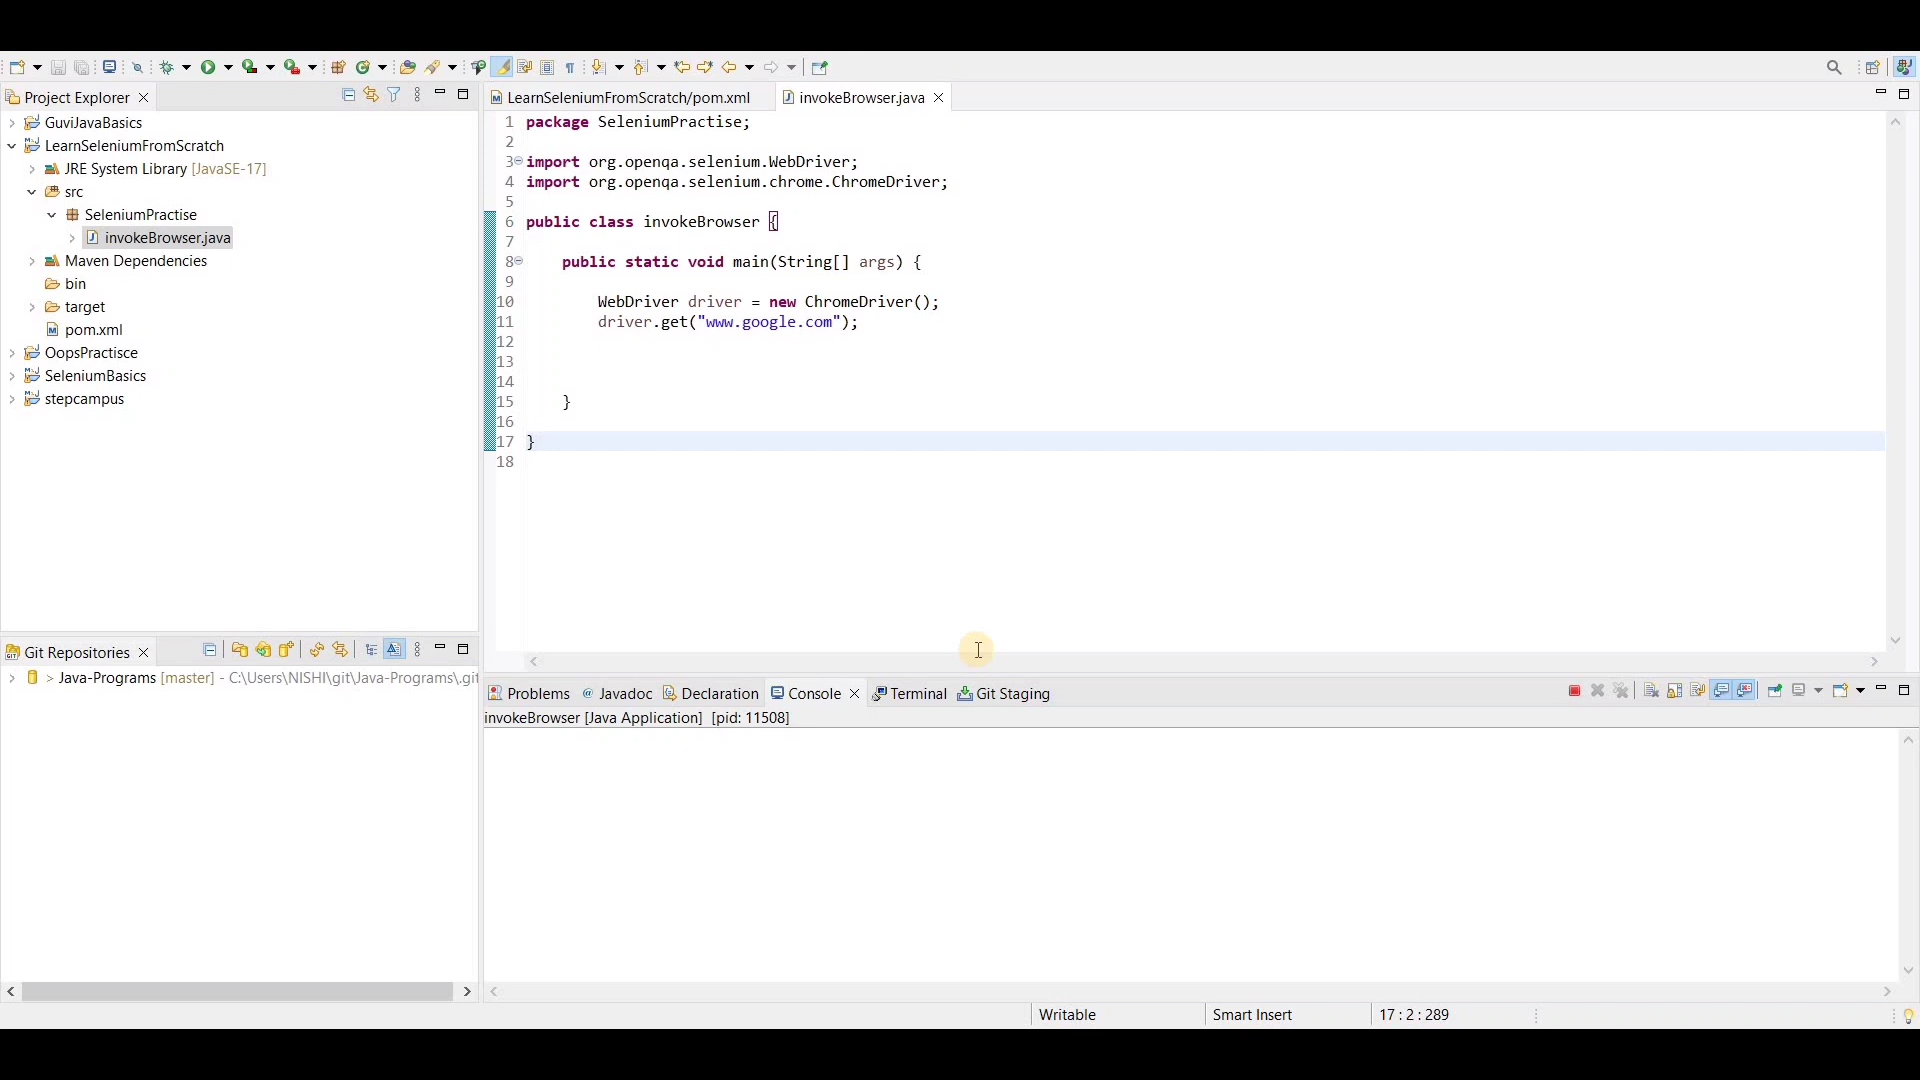 Project Explorer
GuviJavaBasics
LearnSeleniumFromScratch
JRE System Library [JavaSE-17]
src
SeleniumPractise
invokeBrowser.java
Maven Dependencies
bin
target
pom.xml
OopsPractisce
SeleniumBasics
stepcampus
Git Repositories
> Java-Programs [master] - C:\Users\NISHI\git\Java-Programs\.git
LearnSeleniumFromScratch/pom.xml
invokeBrowser.java
1 package SeleniumPractise;
2
3 import org.openqa.selenium.WebDriver;
4 import org.openqa.selenium.chrome.ChromeDriver;
5
6 public class invokeBrowser {
7
8 public static void main(String[] args) {
9
10 WebDriver driver = new ChromeDriver();
11 driver.get("www.google.com");
12
13
14
15 }
16
17 }
18
Problems Javadoc Declaration Console Terminal Git Staging
invokeBrowser [Java Application] [pid: 11508]
Writable Smart Insert 17 : 2 : 289